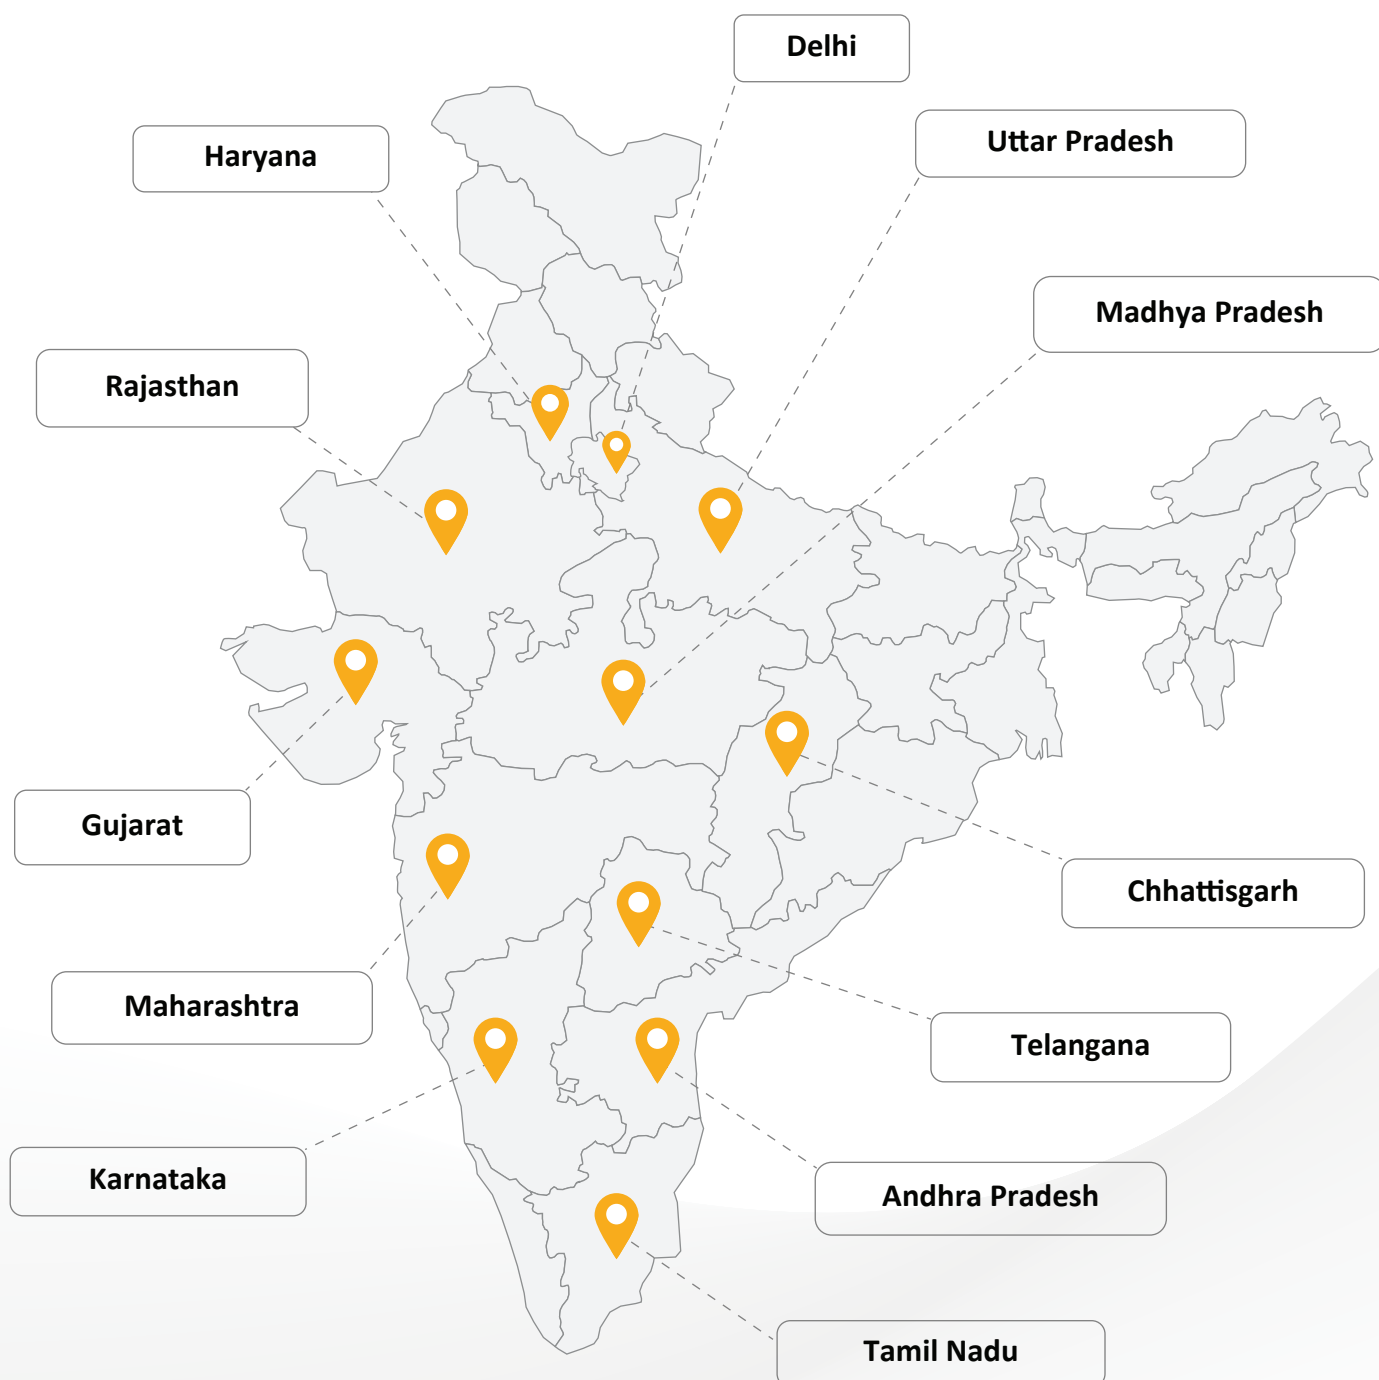 Delhi
Uttar Pradesh
Haryana
Madhya Pradesh
Rajasthan
Gujarat
Chhattisgarh
Maharashtra
Telangana
Karnataka
Andhra Pradesh
Tamil Nadu